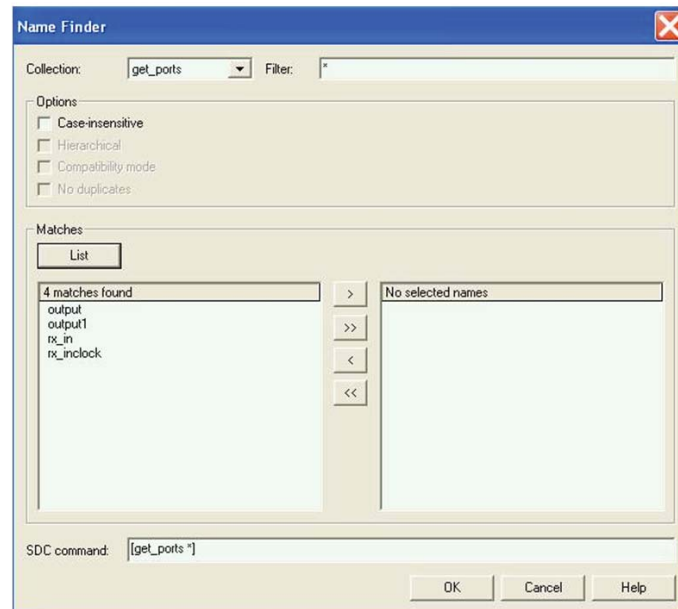 Name Finder
Collection: get_ports Filter: *
Options
Case-insensitive
Hierarchical
Compatibility mode
No duplicates
Matches
List
4 matches found > No selected names
output
output1
>>
rx_in
rx_inclock
<
<<
SDC command: [get_ports *]
OK Cancel Help